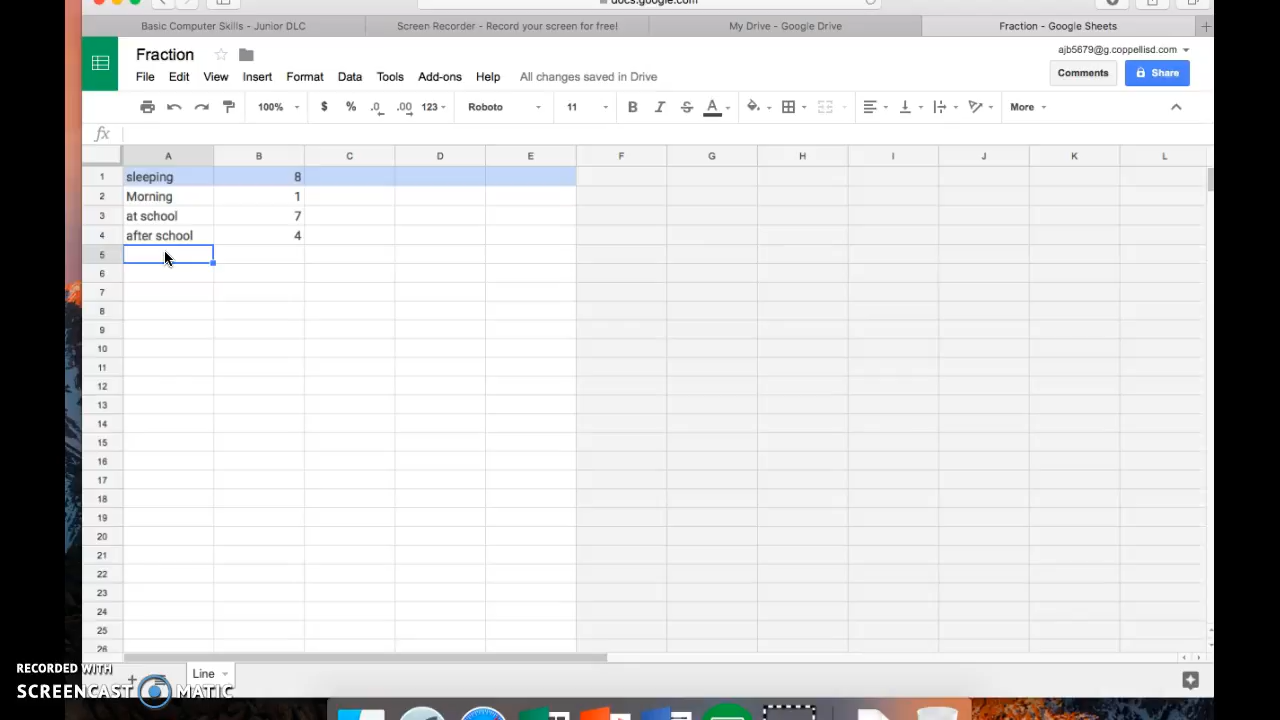 docs.google.com
Basic Computer Skills - Junior DLC
Screen Recorder - Record your screen for free!
My Drive - Google Drive
Fraction - Google Sheets
Fraction
ajb5679@g.coppellisd.com
File Edit View Insert Format Data Tools Add-ons Help All changes saved in Drive
Comments
Share
100% $ % .0 .00 123 Roboto 11 B I S A More
fx
A B C D E F G H I J K L
1 sleeping 8
2 Morning 1
3 at school 7
4 after school 4
5
6
7
8
9
10
11
12
13
14
15
16
17
18
19
20
21
22
23
24
25
26
Line
RECORDED WITH
SCREENCAST MATIC